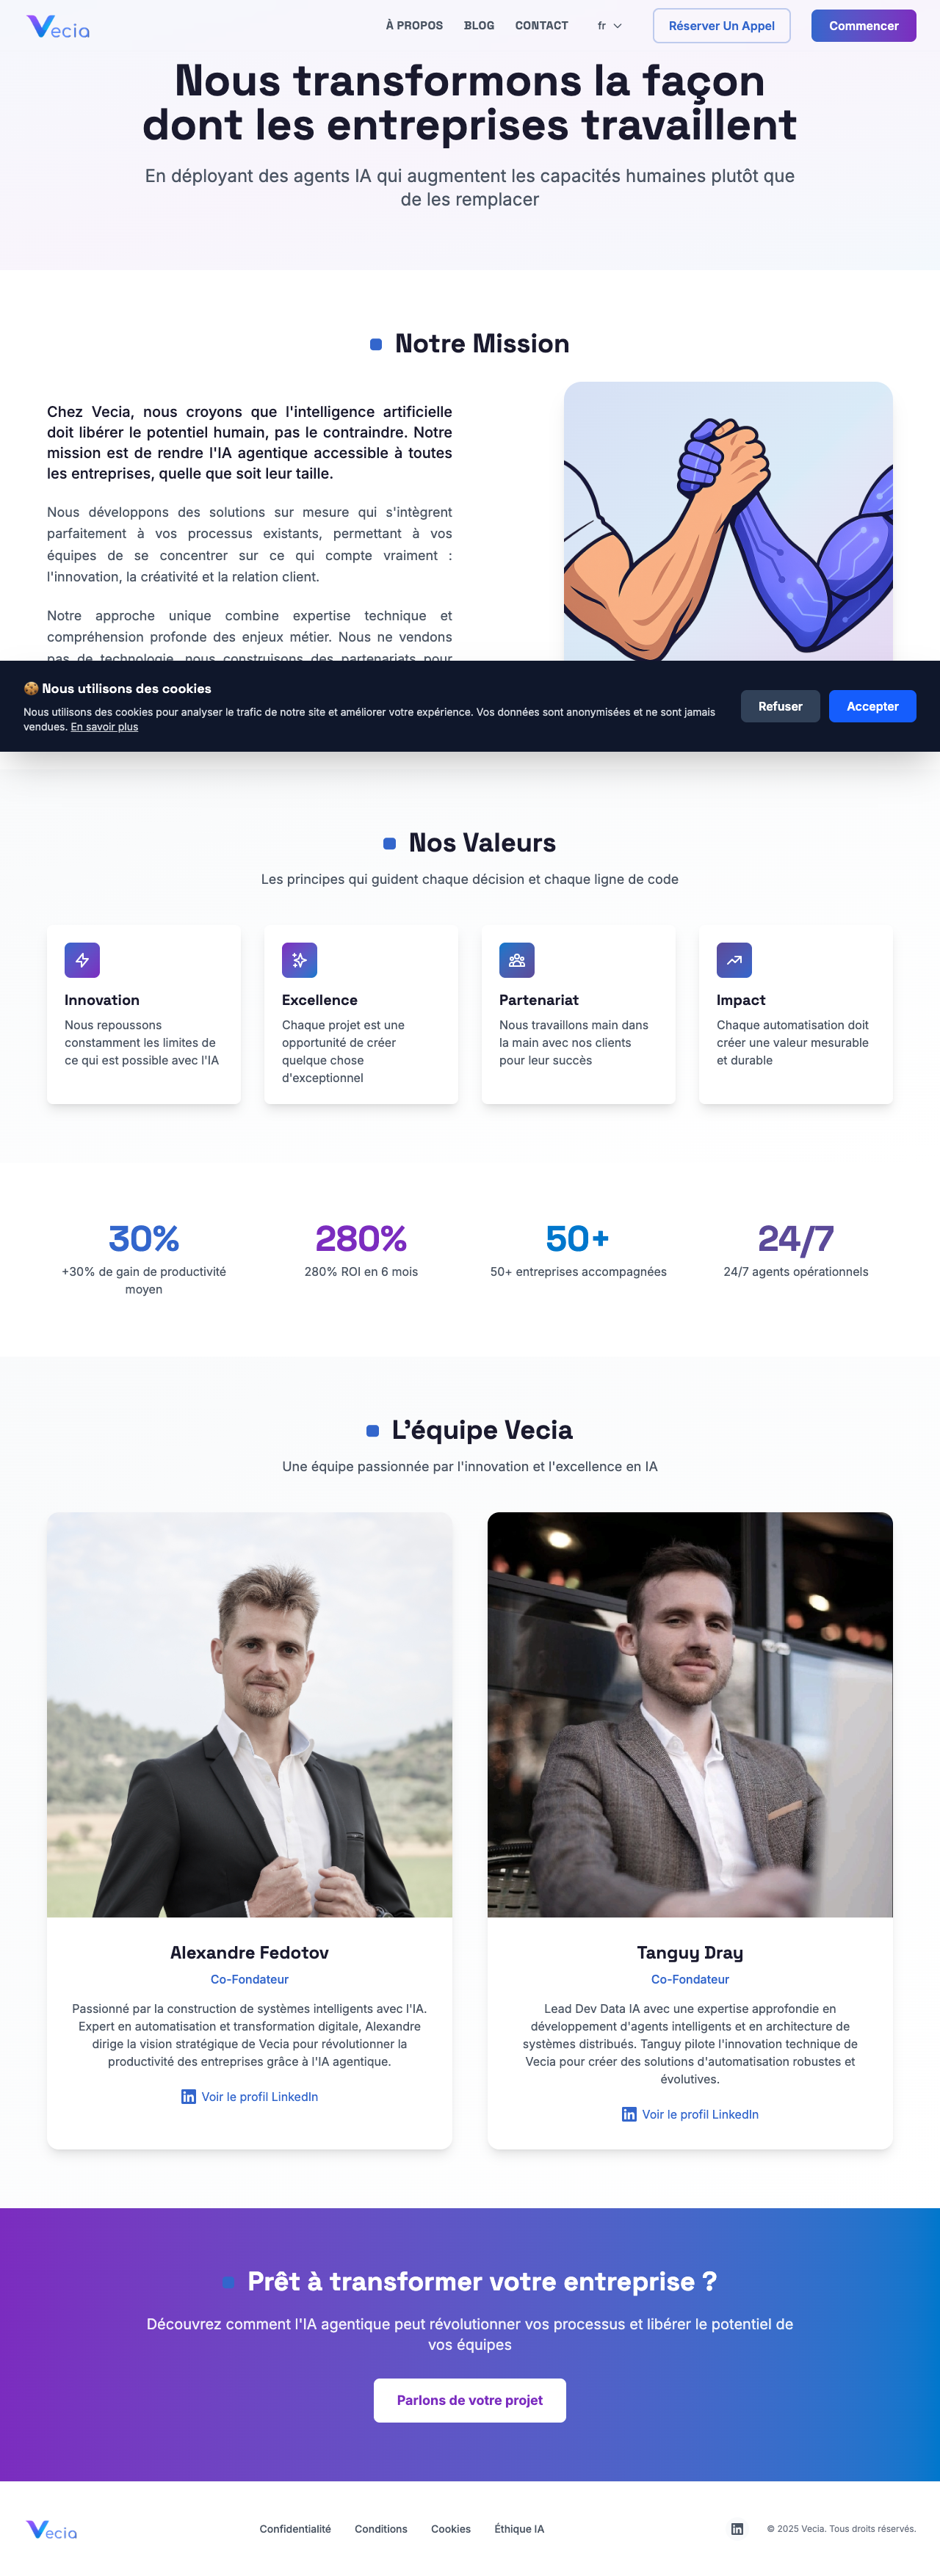 Vecia
À PROPOS
BLOG
CONTACT
fr
Réserver Un Appel
Commencer
Nous transformons la façon
dont les entreprises travaillent
En déployant des agents IA qui augmentent les capacités humaines plutôt que
de les remplacer
Notre Mission
Chez Vecia, nous croyons que l'intelligence artificielle
doit libérer le potentiel humain, pas le contraindre. Notre
mission est de rendre l'IA agentique accessible à toutes
les entreprises, quelle que soit leur taille.
Nous développons des solutions sur mesure qui s'intègrent
parfaitement à vos processus existants, permettant à vos
équipes de se concentrer sur ce qui compte vraiment :
l'innovation, la créativité et la relation client.
Notre approche unique combine expertise technique et
compréhension profonde des enjeux métier. Nous ne vendons
pas de technologie, nous construisons des partenariats pour
🍪 Nous utilisons des cookies
Nous utilisons des cookies pour analyser le trafic de notre site et améliorer votre expérience. Vos données sont anonymisées et ne sont jamais
vendues. En savoir plus
Refuser
Accepter
Nos Valeurs
Les principes qui guident chaque décision et chaque ligne de code
Innovation
Nous repoussons
constamment les limites de
ce qui est possible avec l'IA
Excellence
Chaque projet est une
opportunité de créer
quelque chose
d'exceptionnel
Partenariat
Nous travaillons main dans
la main avec nos clients
pour leur succès
Impact
Chaque automatisation doit
créer une valeur mesurable
et durable
30%
+30% de gain de productivité
moyen
280%
280% ROI en 6 mois
50+
50+ entreprises accompagnées
24/7
24/7 agents opérationnels
L'équipe Vecia
Une équipe passionnée par l'innovation et l'excellence en IA
Alexandre Fedotov
Co-Fondateur
Passionné par la construction de systèmes intelligents avec l'IA.
Expert en automatisation et transformation digitale, Alexandre
dirige la vision stratégique de Vecia pour révolutionner la
productivité des entreprises grâce à l'IA agentique.
Voir le profil LinkedIn
Tanguy Dray
Co-Fondateur
Lead Dev Data IA avec une expertise approfondie en
développement d'agents intelligents et en architecture de
systèmes distribués. Tanguy pilote l'innovation technique de
Vecia pour créer des solutions d'automatisation robustes et
évolutives.
Voir le profil LinkedIn
Prêt à transformer votre entreprise ?
Découvrez comment l'IA agentique peut révolutionner vos processus et libérer le potentiel de
vos équipes
Parlons de votre projet
Vecia
Confidentialité
Conditions
Cookies
Éthique IA
© 2025 Vecia. Tous droits réservés.